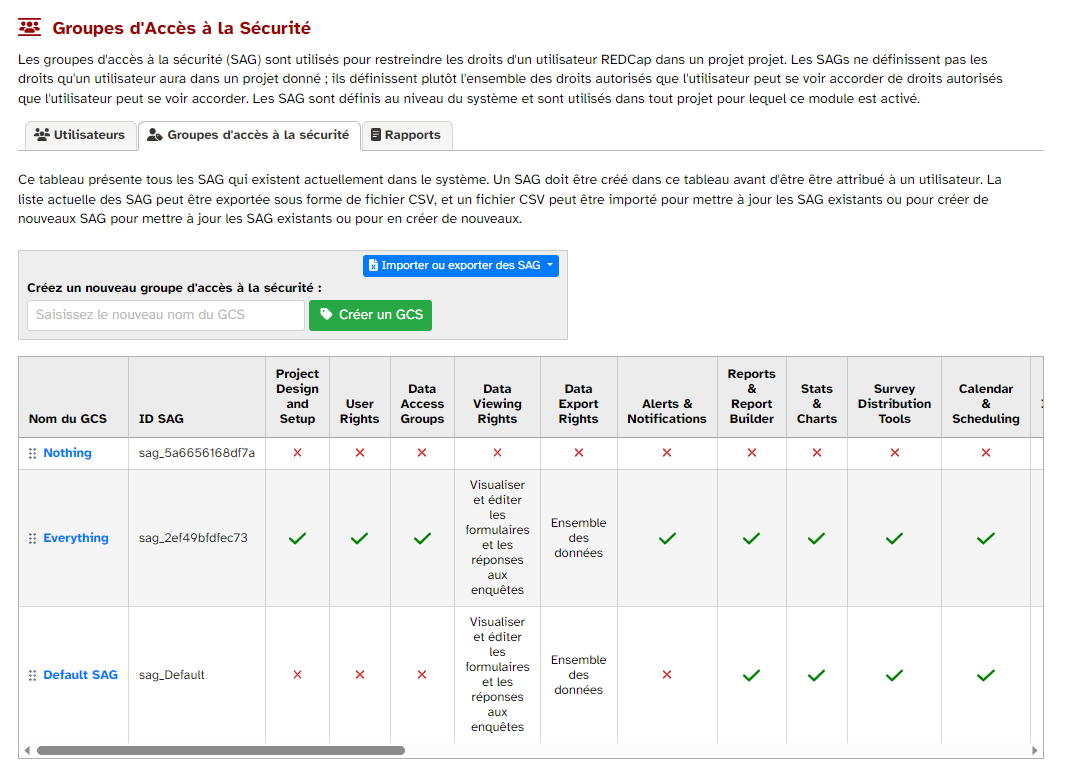 Groupes d'Accès à la Sécurité
Les groupes d'accès à la sécurité (SAG) sont utilisés pour restreindre les droits d'un utilisateur REDCap dans un projet projet. Les SAGs ne définissent pas les
droits qu'un utilisateur aura dans un projet donné ; ils définissent plutôt l'ensemble des droits autorisés que l'utilisateur peut se voir accorder de droits autorisés
que l'utilisateur peut se voir accorder. Les SAG sont définis au niveau du système et sont utilisés dans tout projet pour lequel ce module est activé.
Utilisateurs
Groupes d'accès à la sécurité
Rapports
Ce tableau présente tous les SAG qui existent actuellement dans le système. Un SAG doit être créé dans ce tableau avant d'être être attribué à un utilisateur. La
liste actuelle des SAG peut être exportée sous forme de fichier CSV, et un fichier CSV peut être importé pour mettre à jour les SAG existants ou pour créer de
nouveaux SAG pour mettre à jour les SAG existants ou pour en créer de nouveaux.
Importer ou exporter des SAG
Créez un nouveau groupe d'accès à la sécurité :
Saisissez le nouveau nom du GCS
Créer un GCS
Nom du GCS
ID SAG
Project
Design
and
Setup
User
Rights
Data
Access
Groups
Data
Viewing
Rights
Data
Export
Rights
Alerts &
Notifications
Reports
&
Report
Builder
Stats
&
Charts
Survey
Distribution
Tools
Calendar
&
Scheduling
Nothing
sag_5a6656168df7a
Everything
sag_2ef49bfdfec73
Visualiser
et éditer
les
formulaires
et les
réponses
aux
enquêtes
Ensemble
des
données
Default SAG
sag_Default
Visualiser
et éditer
les
formulaires
et les
réponses
aux
enquêtes
Ensemble
des
données